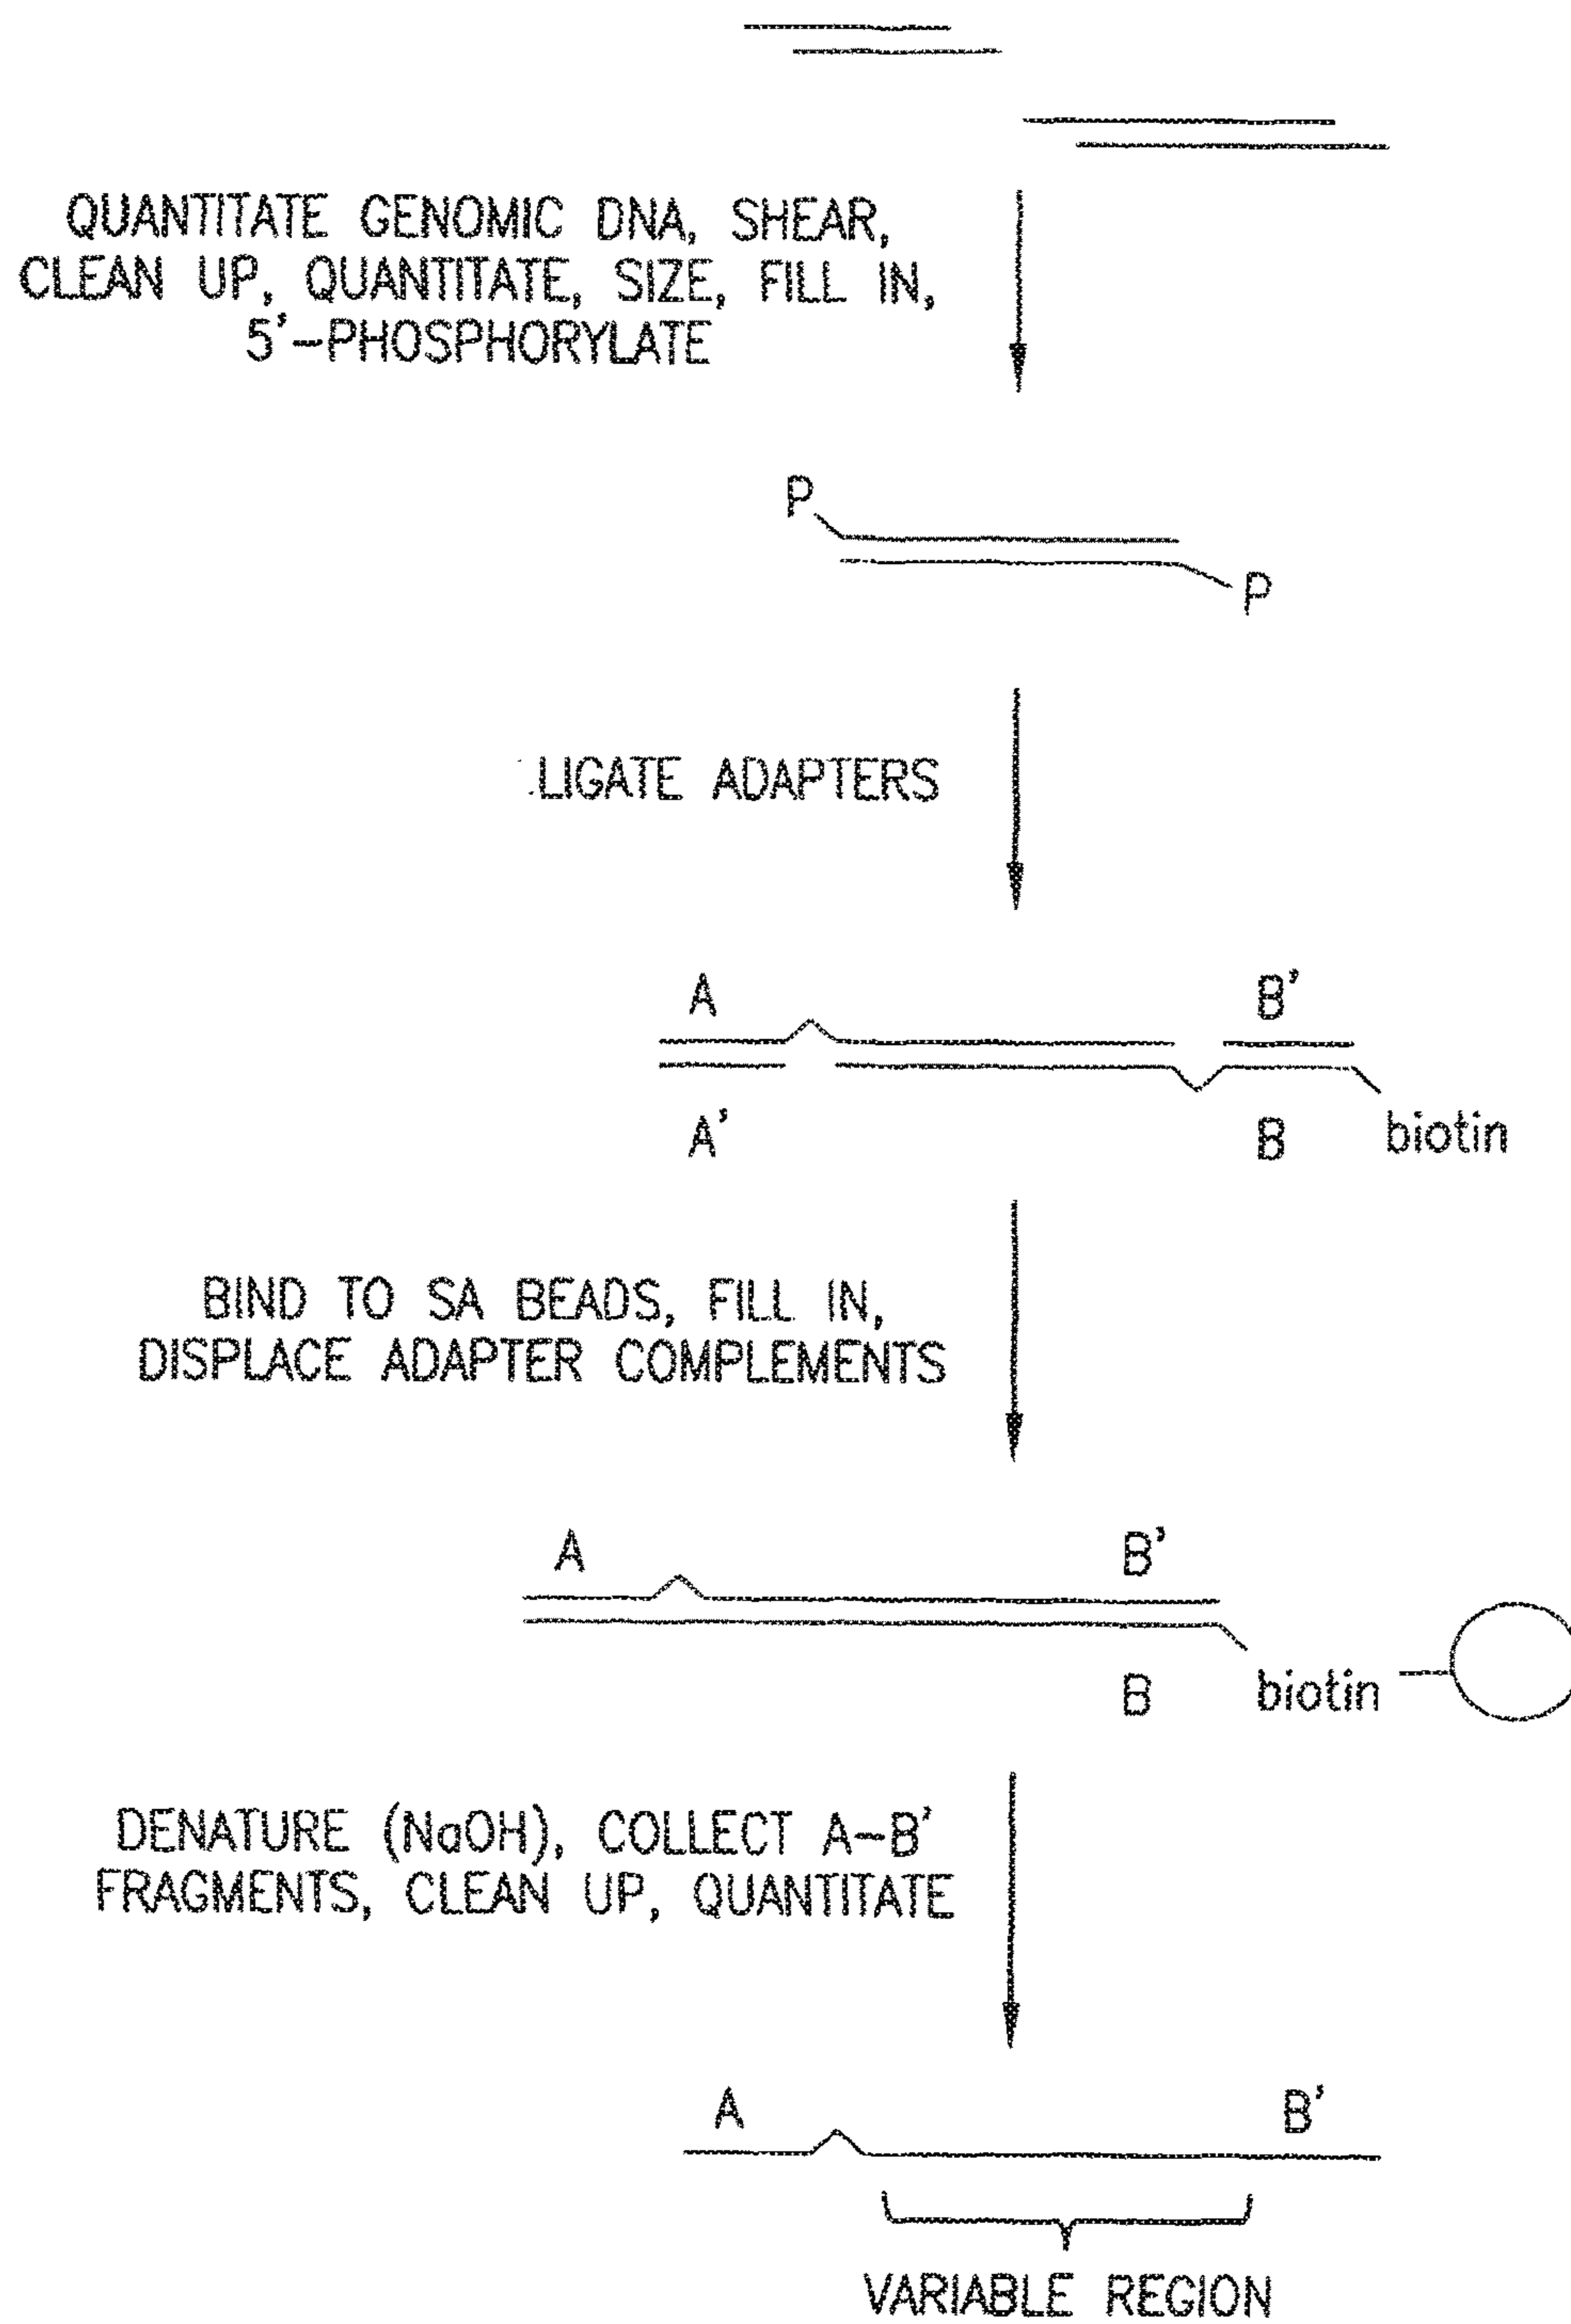 QUANTITATE GENOMIC DNA, SHEAR,
CLEAN UP, QUANTITATE, SIZE, FILL IN,
5'-PHOSPHORYLATE
P
P
LIGATE ADAPTERS
A B'
A' B biotin
BIND TO SA BEADS, FILL IN,
DISPLACE ADAPTER COMPLEMENTS
A B'
B biotin
DENATURE (NaOH), COLLECT A-B'
FRAGMENTS, CLEAN UP, QUANTITATE
A B'
VARIABLE REGION